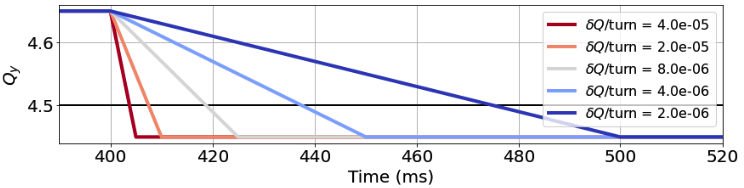 4.6
4.5
Qy
δQ/turn = 4.0e-05
δQ/turn = 2.0e-05
δQ/turn = 8.0e-06
δQ/turn = 4.0e-06
δQ/turn = 2.0e-06
400 420 440 460 480 500 520
Time (ms)